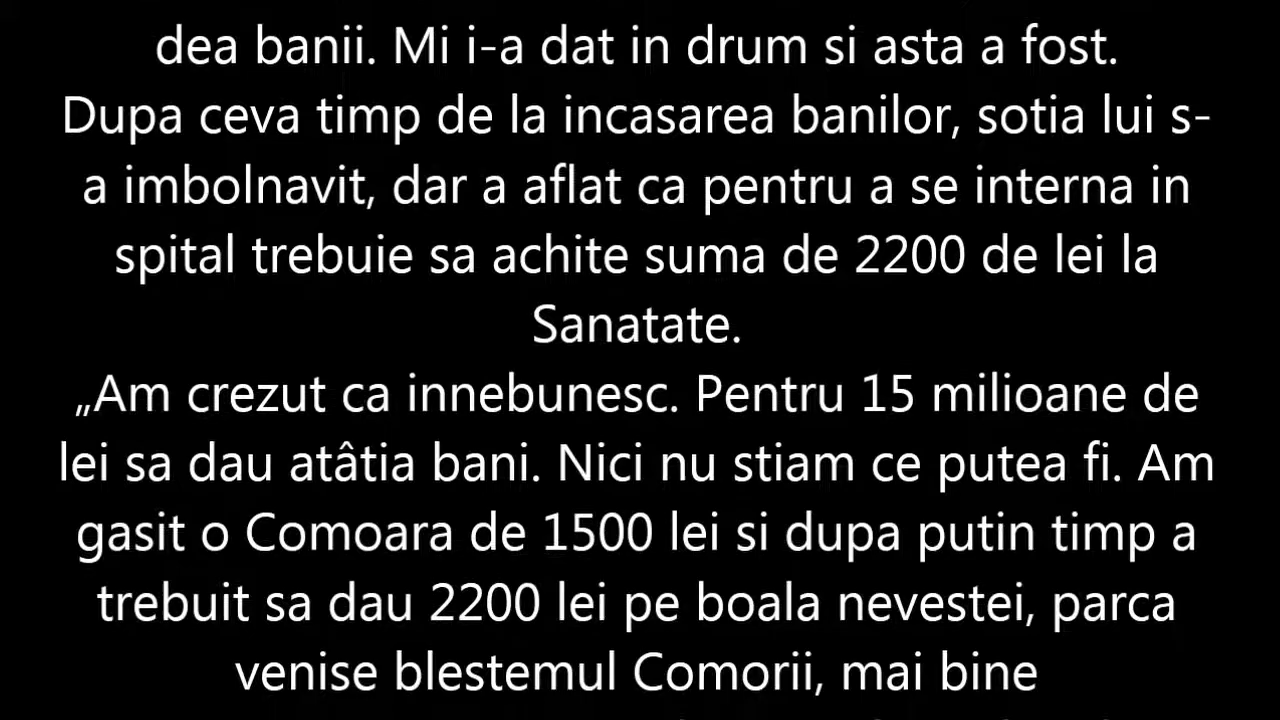 dea banii. Mi i-a dat in drum si asta a fost.
Dupa ceva timp de la incasarea banilor, sotia lui s-
a imbolnavit, dar a aflat ca pentru a se interna in
spital trebuie sa achite suma de 2200 de lei la
Sanatate.
„Am crezut ca innebunesc. Pentru 15 milioane de
lei sa dau atâtia bani. Nici nu stiam ce putea fi. Am
gasit o Comoara de 1500 lei si dupa putin timp a
trebuit sa dau 2200 lei pe boala nevestei, parca
venise blestemul Comorii, mai bine